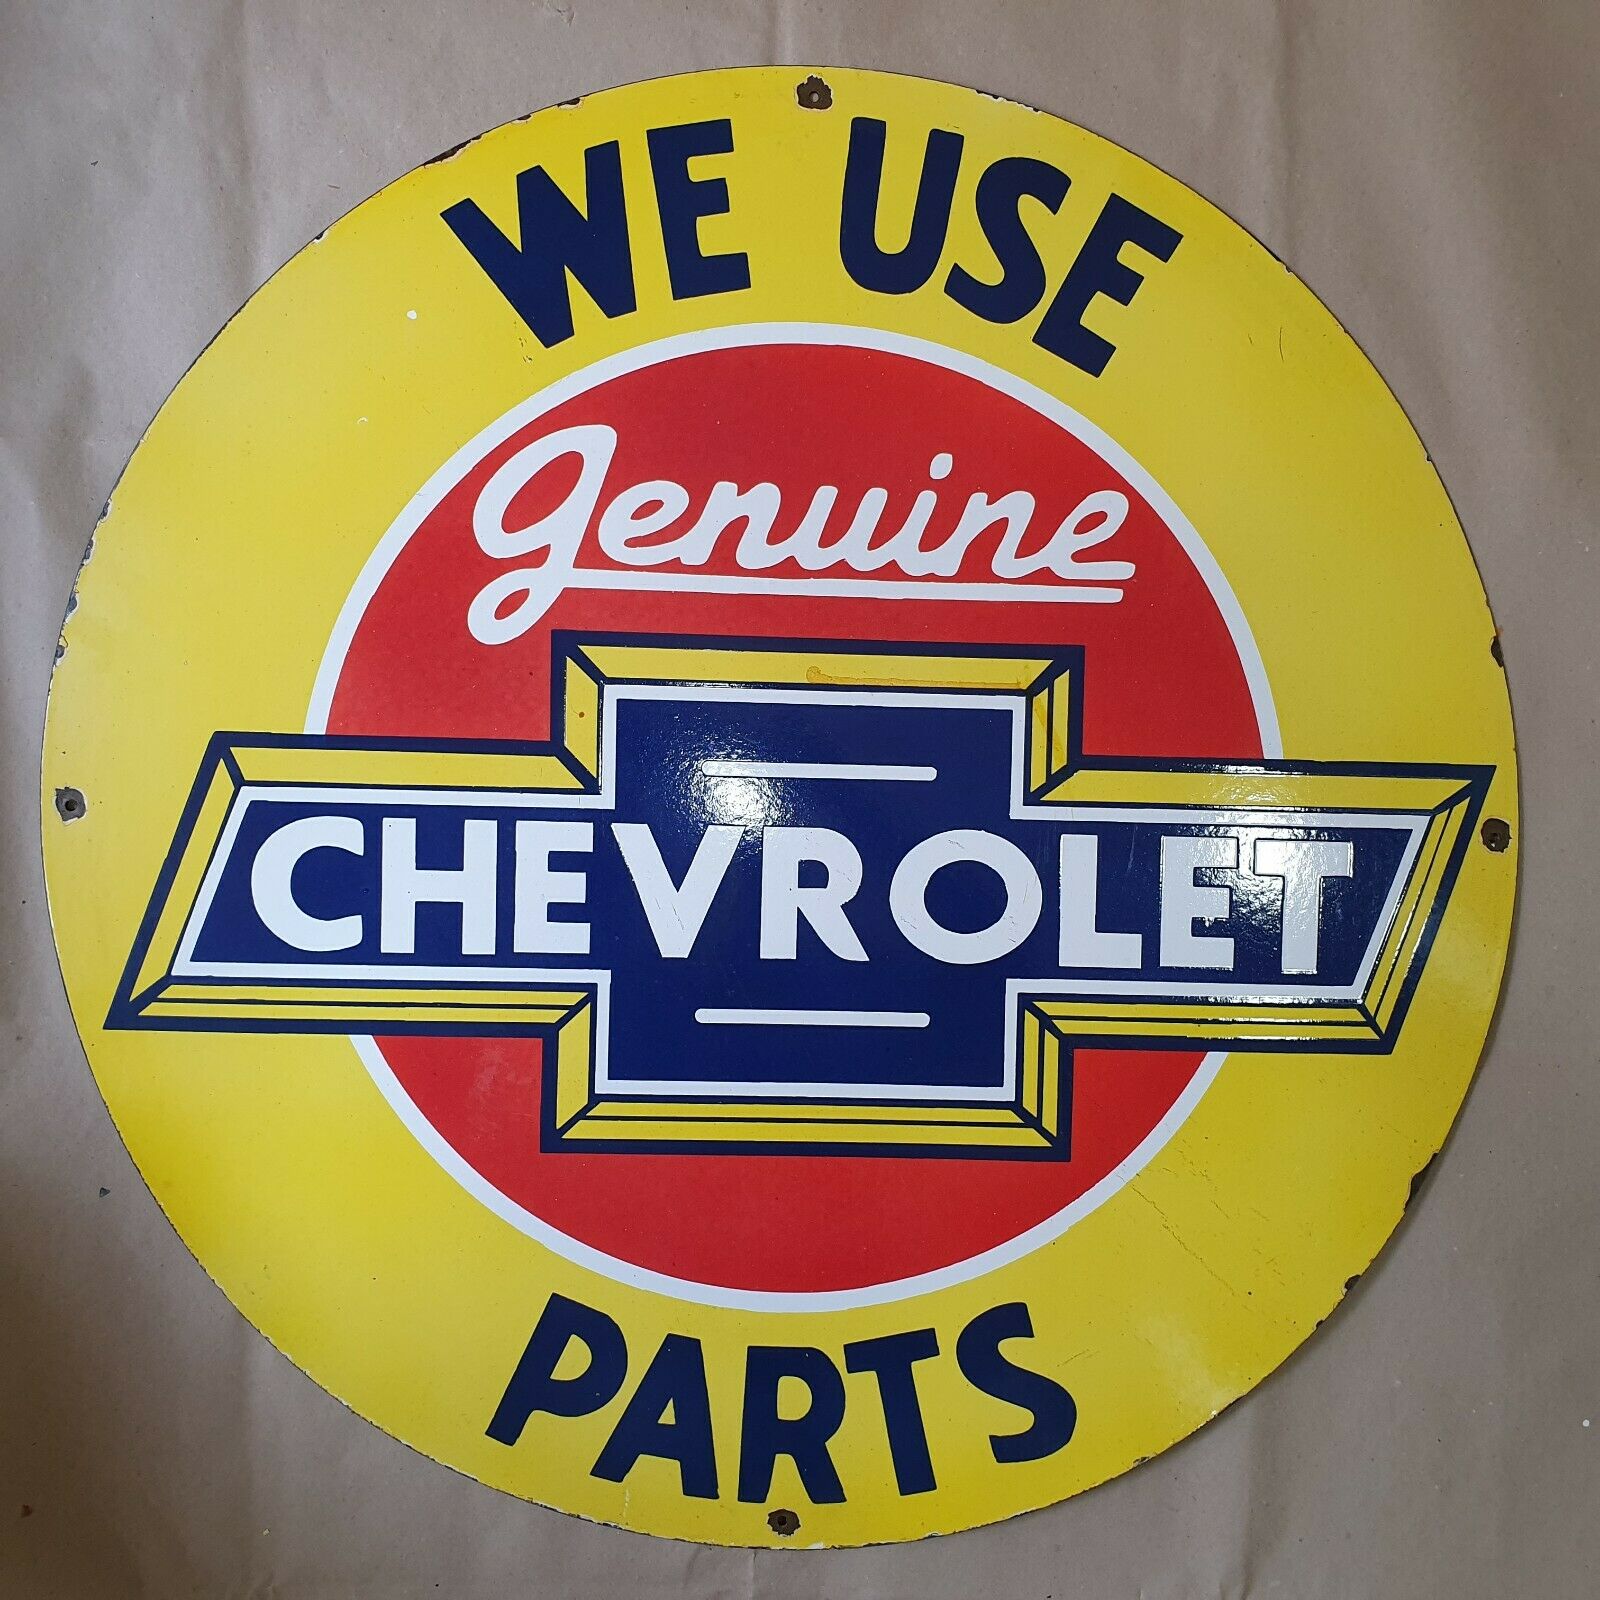 WE USE
genuine
CHEVROLET
PARTS